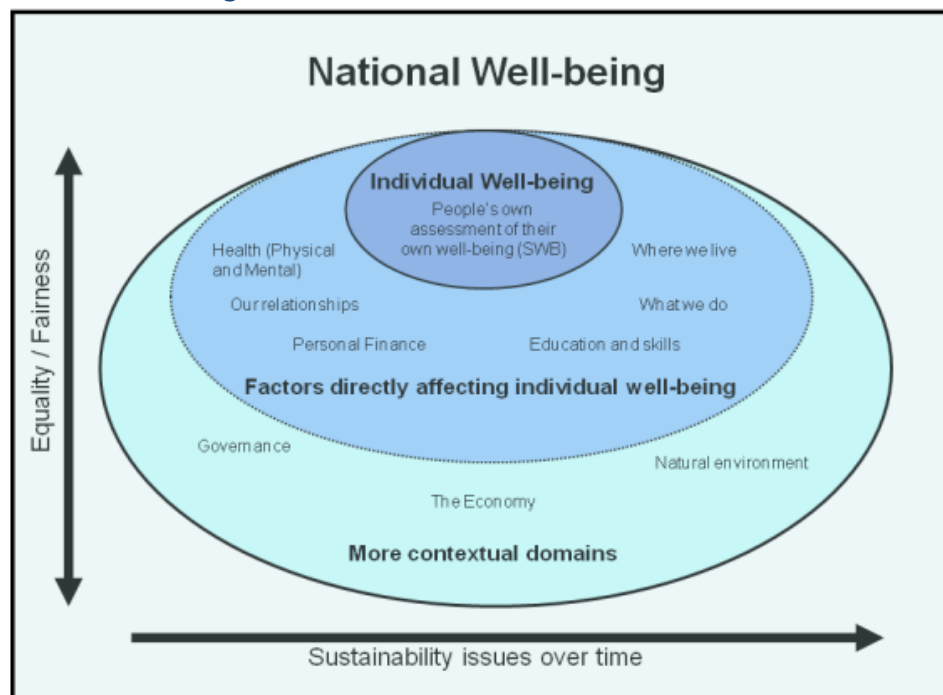 National Well-being
Individual Well-being
People's own
assessment of their
own well-being (SWB)
Health (Physical
and Mental)
Where we live
Our relationships
What we do
Personal Finance
Education and skills
Factors directly affecting individual well-being
Governance
Natural environment
The Economy
More contextual domains
Equality / Fairness
Sustainability issues over time